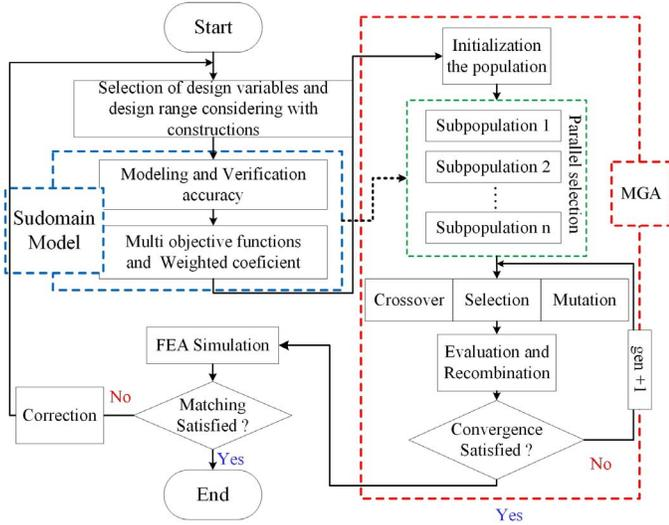 Start
Selection of design variables and
design range considering with
constructions
Modeling and Verification
accuracy
Sudomain
Model
Multi objective functions
and Weighted coeficient
Initialization
the population
Subpopulation 1
Subpopulation 2
Subpopulation n
Parallel selection
MGA
Crossover
Selection
Mutation
Evaluation and
Recombination
gen +1
Convergence
Satisfied ?
No
Yes
FEA Simulation
Matching
Satisfied ?
No
Correction
Yes
End